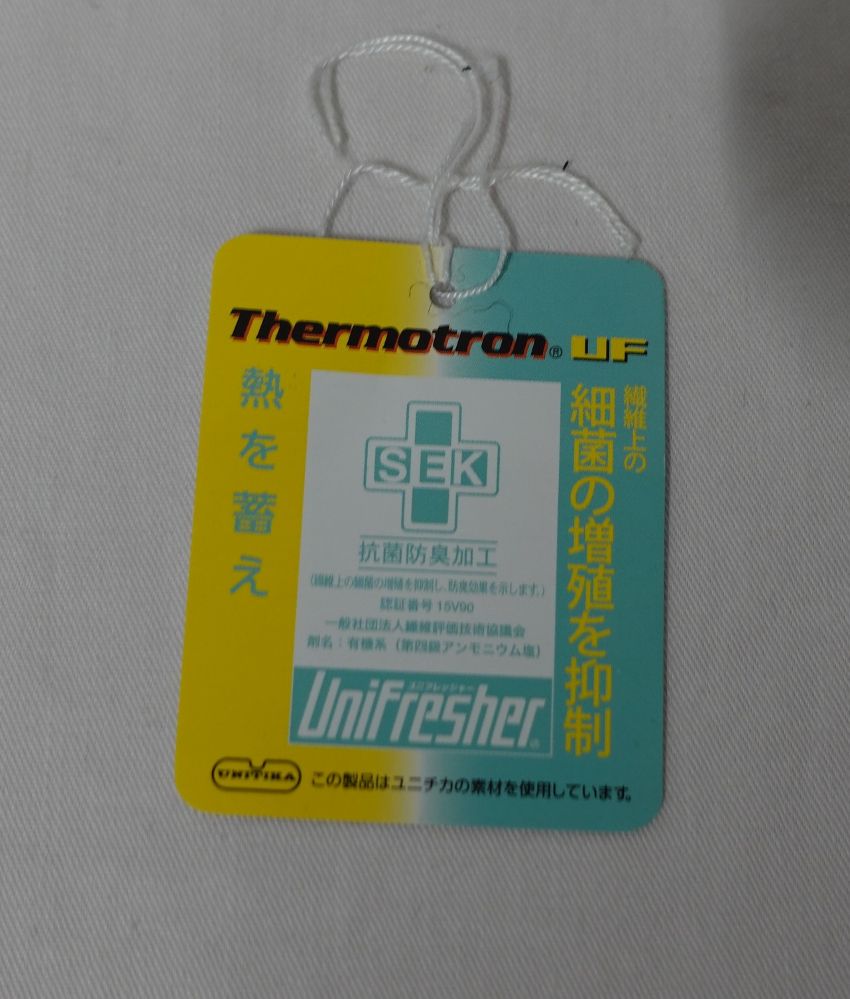 Thermotron® UF
熱を蓄え
繊維上の
細菌の増殖を抑制
SEK
抗菌防臭加工
(繊維上の細菌の増殖を抑制し、防臭効果を示します。)
認証番号 15V90
一般社団法人繊維評価技術協議会
剤名：有機系（第四級アンモニウム塩）
ユニフレッシャー
Unifresher®
UNITIKA この製品はユニチカの素材を使用しています。